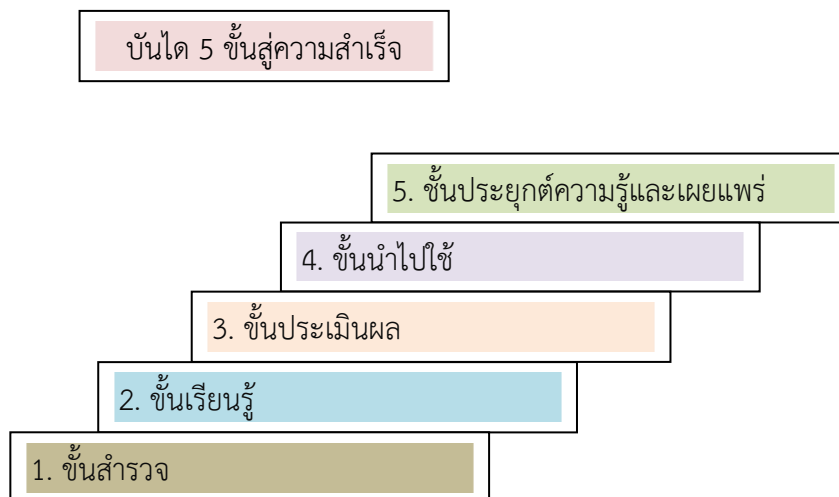 บันได 5 ขั้นสู่ความสำเร็จ
5. ชั้นประยุกต์ความรู้และเผยแพร่
4. ขั้นนำไปใช้
3. ขั้นประเมินผล
2. ขั้นเรียนรู้
1. ขั้นสำรวจ